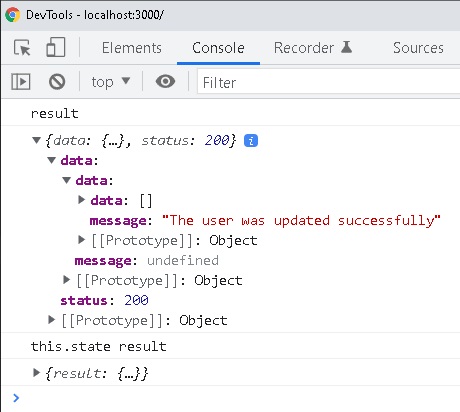 DevTools - localhost:3000/
Elements Console Recorder Sources
top Filter
result
{data: {…}, status: 200} i
data:
data:
data: []
message: "The user was updated successfully"
[[Prototype]]: Object
message: undefined
[[Prototype]]: Object
status: 200
[[Prototype]]: Object
this.state result
{result: {…}}